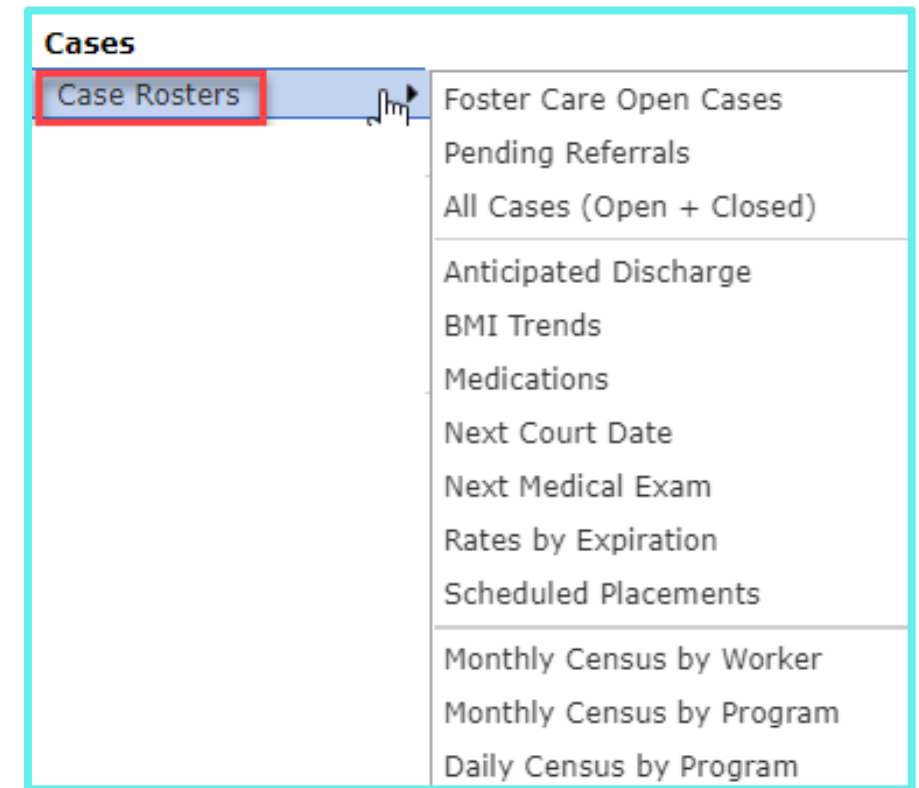 Cases
Case Rosters
Foster Care Open Cases
Pending Referrals
All Cases (Open + Closed)
Anticipated Discharge
BMI Trends
Medications
Next Court Date
Next Medical Exam
Rates by Expiration
Scheduled Placements
Monthly Census by Worker
Monthly Census by Program
Daily Census by Program